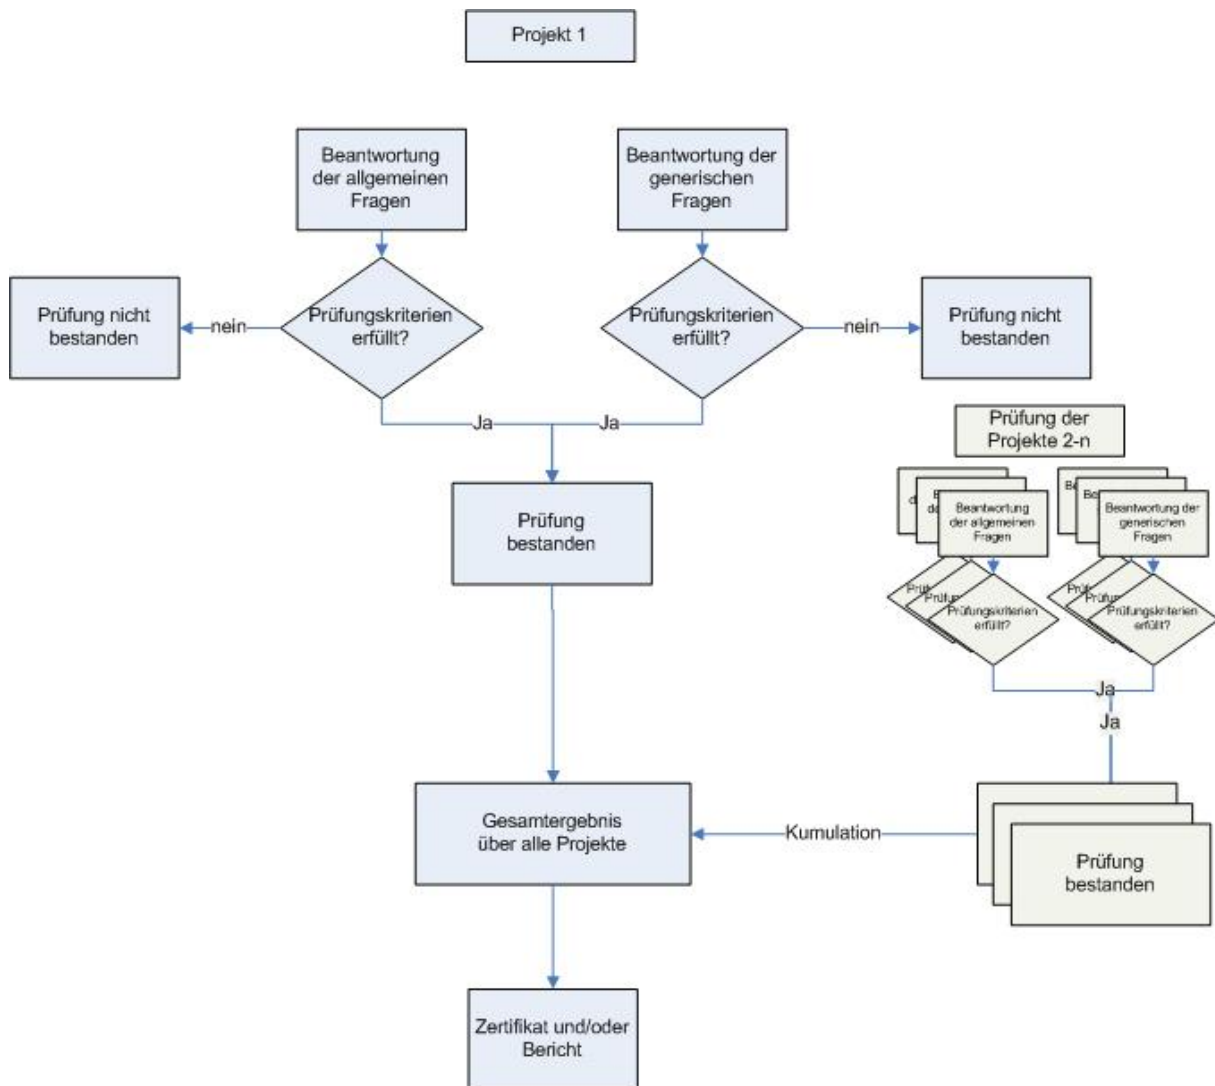 Projekt 1
Beantwortung
der allgemeinen
Fragen
Beantwortung der
generischen
Fragen
Prüfung nicht
bestanden
nein
Prüfungskriterien
erfüllt?
Prüfungskriterien
erfüllt?
nein
Prüfung nicht
bestanden
Ja
Ja
Prüfung
bestanden
Prüfung der
Projekte 2-n
Beantwortung
der allgemeinen
Fragen
Beantwortung der
generischen
Fragen
Prüfungskriterien
erfüllt?
Prüfungskriterien
erfüllt?
Ja
Ja
Gesamtergebnis
über alle Projekte
Kumulation
Prüfung
bestanden
Zertifikat und/oder
Bericht